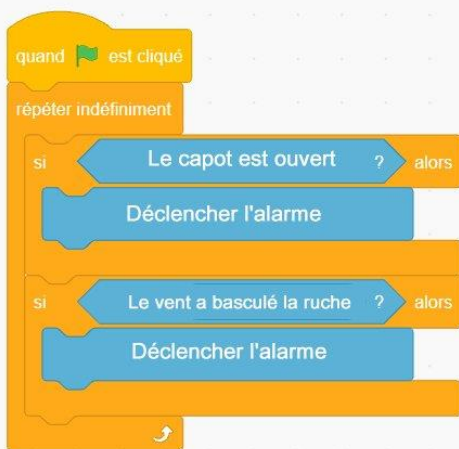 quand est cliqué
répéter indéfiniment
si Le capot est ouvert ? alors
Déclencher l'alarme
si Le vent a basculé la ruche ? alors
Déclencher l'alarme